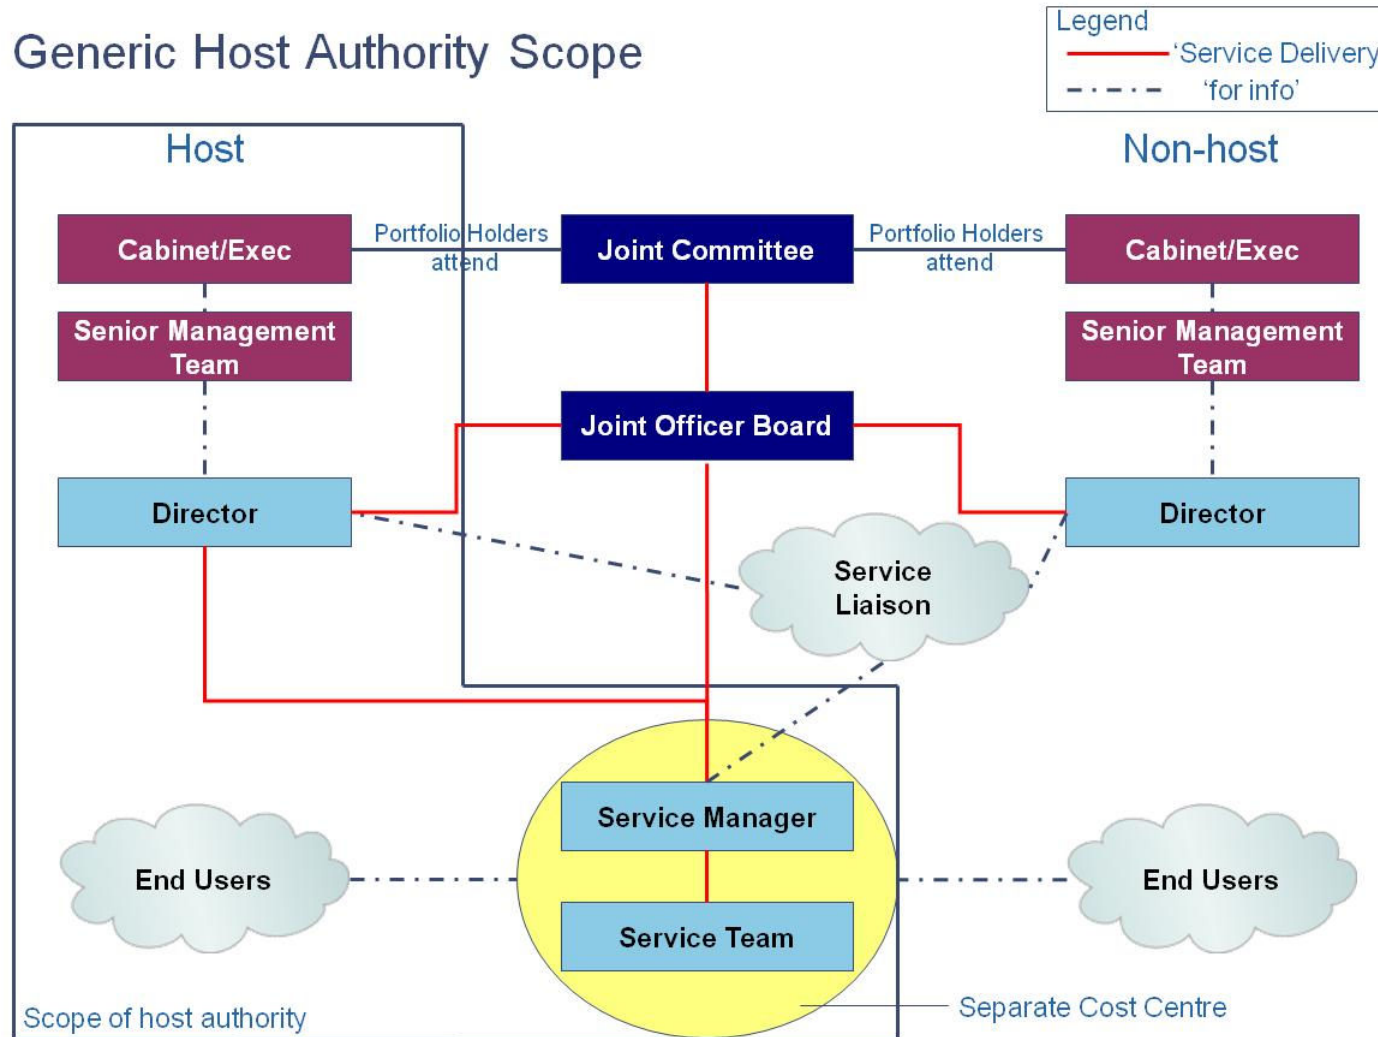 Generic Host Authority Scope
Legend
‘Service Delivery
‘for info’
Host
Non-host
Cabinet/Exec
Portfolio Holders
attend
Joint Committee
Portfolio Holders
attend
Cabinet/Exec
Senior Management
Team
Senior Management
Team
Joint Officer Board
Director
Director
Service
Liaison
Service Manager
End Users
End Users
Service Team
Separate Cost Centre
Scope of host authority